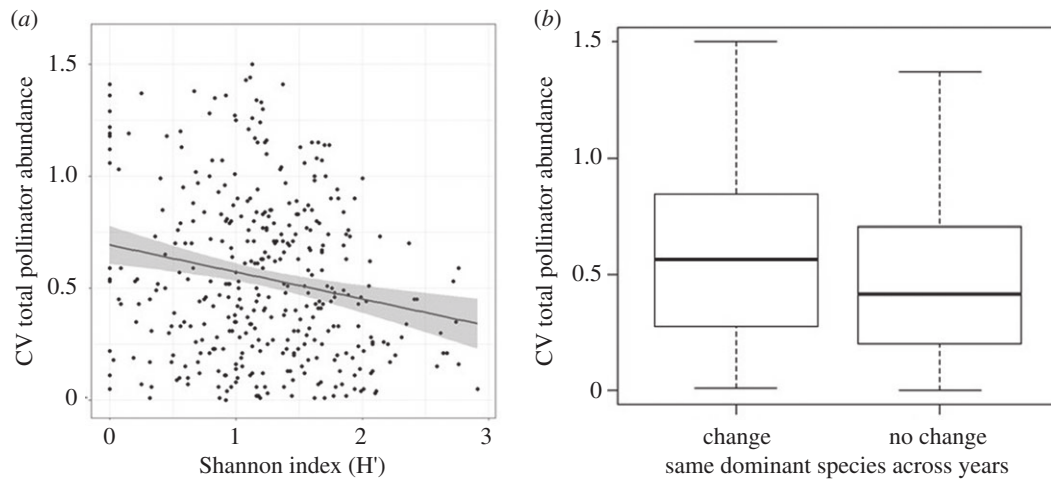 (a)
CV total pollinator abundance
1.5
1.0
0.5
0
0
1
2
3
Shannon index (H')
(b)
CV total pollinator abundance
1.5
1.0
0.5
0
change
no change
same dominant species across years